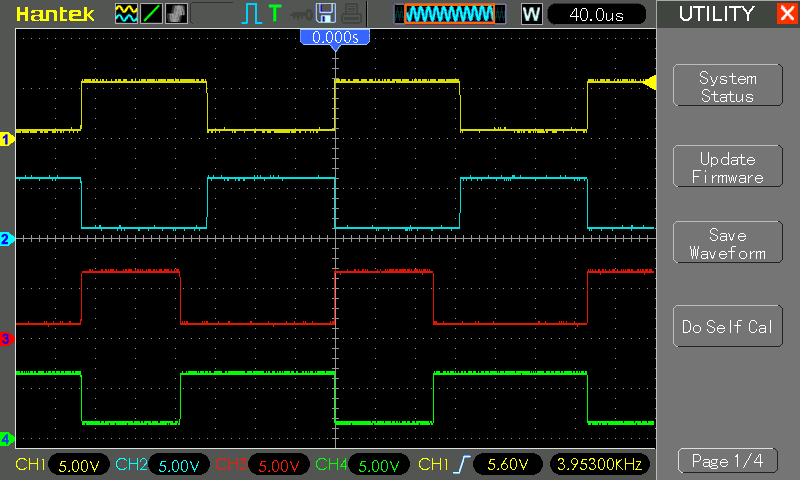 Hantek
T
W
40.0us
UTILITY
0.000s
System
Status
1
Update
Firmware
2
Save
Waveform
3
Do Self Cal
4
CH1 5.00V CH2 5.00V CH3 5.00V CH4 5.00V CH1 5.60V 3.95300KHz
Page 1/4